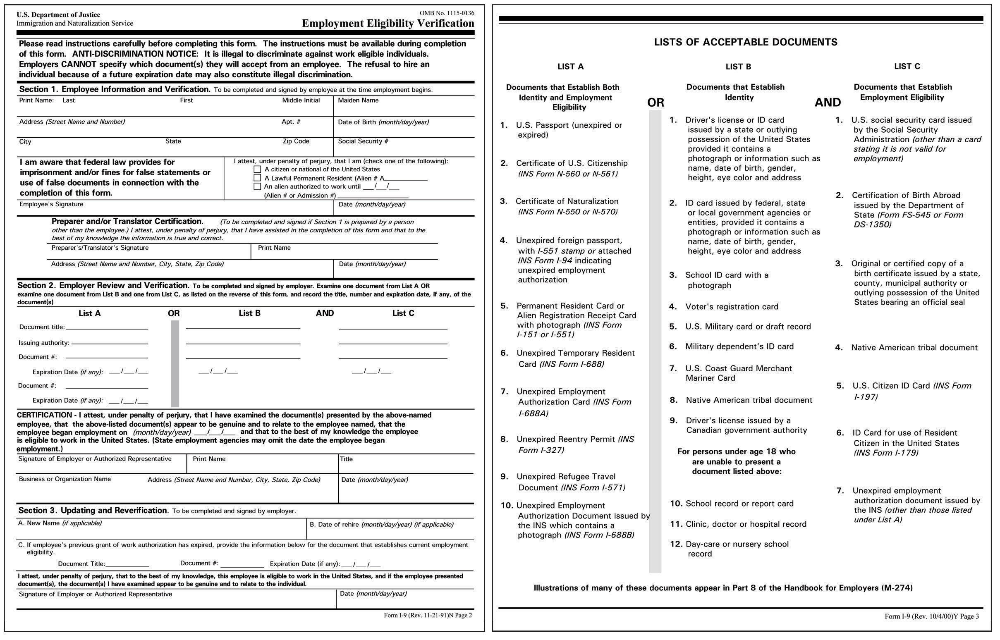 U.S. Department of Justice
Immigration and Naturalization Service
OMB No. 1115-0136
Employment Eligibility Verification
Please read instructions carefully before completing this form. The instructions must be available during completion
of this form. ANTI-DISCRIMINATION NOTICE: It is illegal to discriminate against work eligible individuals.
Employers CANNOT specify which document(s) they will accept from an employee. The refusal to hire an
individual because of a future expiration date may also constitute illegal discrimination.
Section 1. Employee Information and Verification. To be completed and signed by employee at the time employment begins.
Print Name: Last First Middle Initial Maiden Name
Address (Street Name and Number) Apt. # Date of Birth (month/day/year)
City State Zip Code Social Security #
I am aware that federal law provides for
imprisonment and/or fines for false statements or
use of false documents in connection with the
completion of this form.
I attest, under penalty of perjury, that I am (check one of the following):
A citizen or national of the United States
A Lawful Permanent Resident (Alien # A
An alien authorized to work until / /
(Alien # or Admission #)
Employee's Signature Date (month/day/year)
Preparer and/or Translator Certification. (To be completed and signed if Section 1 is prepared by a person
other than the employee.) I attest, under penalty of perjury, that I have assisted in the completion of this form and that to the
best of my knowledge the information is true and correct.
Preparer's/Translator's Signature Print Name
Address (Street Name and Number, City, State, Zip Code) Date (month/day/year)
Section 2. Employer Review and Verification. To be completed and signed by employer. Examine one document from List A OR
examine one document from List B and one from List C, as listed on the reverse of this form, and record the title, number and expiration date, if any, of the
document(s)
List A OR List B AND List C
Document title:
Issuing authority:
Document #:
Expiration Date (if any): / / / / / /
Document #:
Expiration Date (if any): / /
CERTIFICATION - I attest, under penalty of perjury, that I have examined the document(s) presented by the above-named
employee, that the above-listed document(s) appear to be genuine and to relate to the employee named, that the
employee began employment on (month/day/year) / / and that to the best of my knowledge the employee
is eligible to work in the United States. (State employment agencies may omit the date the employee began
employment.)
Signature of Employer or Authorized Representative Print Name Title
Business or Organization Name Address (Street Name and Number, City, State, Zip Code) Date (month/day/year)
Section 3. Updating and Reverification. To be completed and signed by employer.
A. New Name (if applicable) B. Date of rehire (month/day/year) (if applicable)
C. If employee's previous grant of work authorization has expired, provide the information below for the document that establishes current employment
eligibility.
Document Title: Document #: Expiration Date (if any): / /
I attest, under penalty of perjury, that to the best of my knowledge, this employee is eligible to work in the United States, and if the employee presented
document(s), the document(s) I have examined appear to be genuine and to relate to the individual.
Signature of Employer or Authorized Representative Date (month/day/year)
Form I-9 (Rev. 11-21-91)N Page 2
LISTS OF ACCEPTABLE DOCUMENTS
LIST A
Documents that Establish Both
Identity and Employment
Eligibility
1. U.S. Passport (unexpired or
expired)
2. Certificate of U.S. Citizenship
(INS Form N-560 or N-561)
3. Certificate of Naturalization
(INS Form N-550 or N-570)
4. Unexpired foreign passport,
with I-551 stamp or attached
INS Form I-94 indicating
unexpired employment
authorization
5. Permanent Resident Card or
Alien Registration Receipt Card
with photograph (INS Form
I-151 or I-551)
6. Unexpired Temporary Resident
Card (INS Form I-688)
7. Unexpired Employment
Authorization Card (INS Form
I-688A)
8. Unexpired Reentry Permit (INS
Form I-327)
9. Unexpired Refugee Travel
Document (INS Form I-571)
10. Unexpired Employment
Authorization Document issued by
the INS which contains a
photograph (INS Form I-688B)
OR
LIST B
Documents that Establish
Identity
1. Driver's license or ID card
issued by a state or outlying
possession of the United States
provided it contains a
photograph or information such as
name, date of birth, gender,
height, eye color and address
2. ID card issued by federal, state
or local government agencies or
entities, provided it contains a
photograph or information such as
name, date of birth, gender,
height, eye color and address
3. School ID card with a
photograph
4. Voter's registration card
5. U.S. Military card or draft record
6. Military dependent's ID card
7. U.S. Coast Guard Merchant
Mariner Card
8. Native American tribal document
9. Driver's license issued by a
Canadian government authority
For persons under age 18 who
are unable to present a
document listed above:
10. School record or report card
11. Clinic, doctor or hospital record
12. Day-care or nursery school
record
AND
LIST C
Documents that Establish
Employment Eligibility
1. U.S. social security card issued
by the Social Security
Administration (other than a card
stating it is not valid for
employment)
2. Certification of Birth Abroad
issued by the Department of
State (Form FS-545 or Form
DS-1350)
3. Original or certified copy of a
birth certificate issued by a state,
county, municipal authority or
outlying possession of the United
States bearing an official seal
4. Native American tribal document
5. U.S. Citizen ID Card (INS Form
I-197)
6. ID Card for use of Resident
Citizen in the United States
(INS Form I-179)
7. Unexpired employment
authorization document issued by
the INS (other than those listed
under List A)
Illustrations of many of these documents appear in Part 8 of the Handbook for Employers (M-274)
Form I-9 (Rev. 10/4/00)Y Page 3